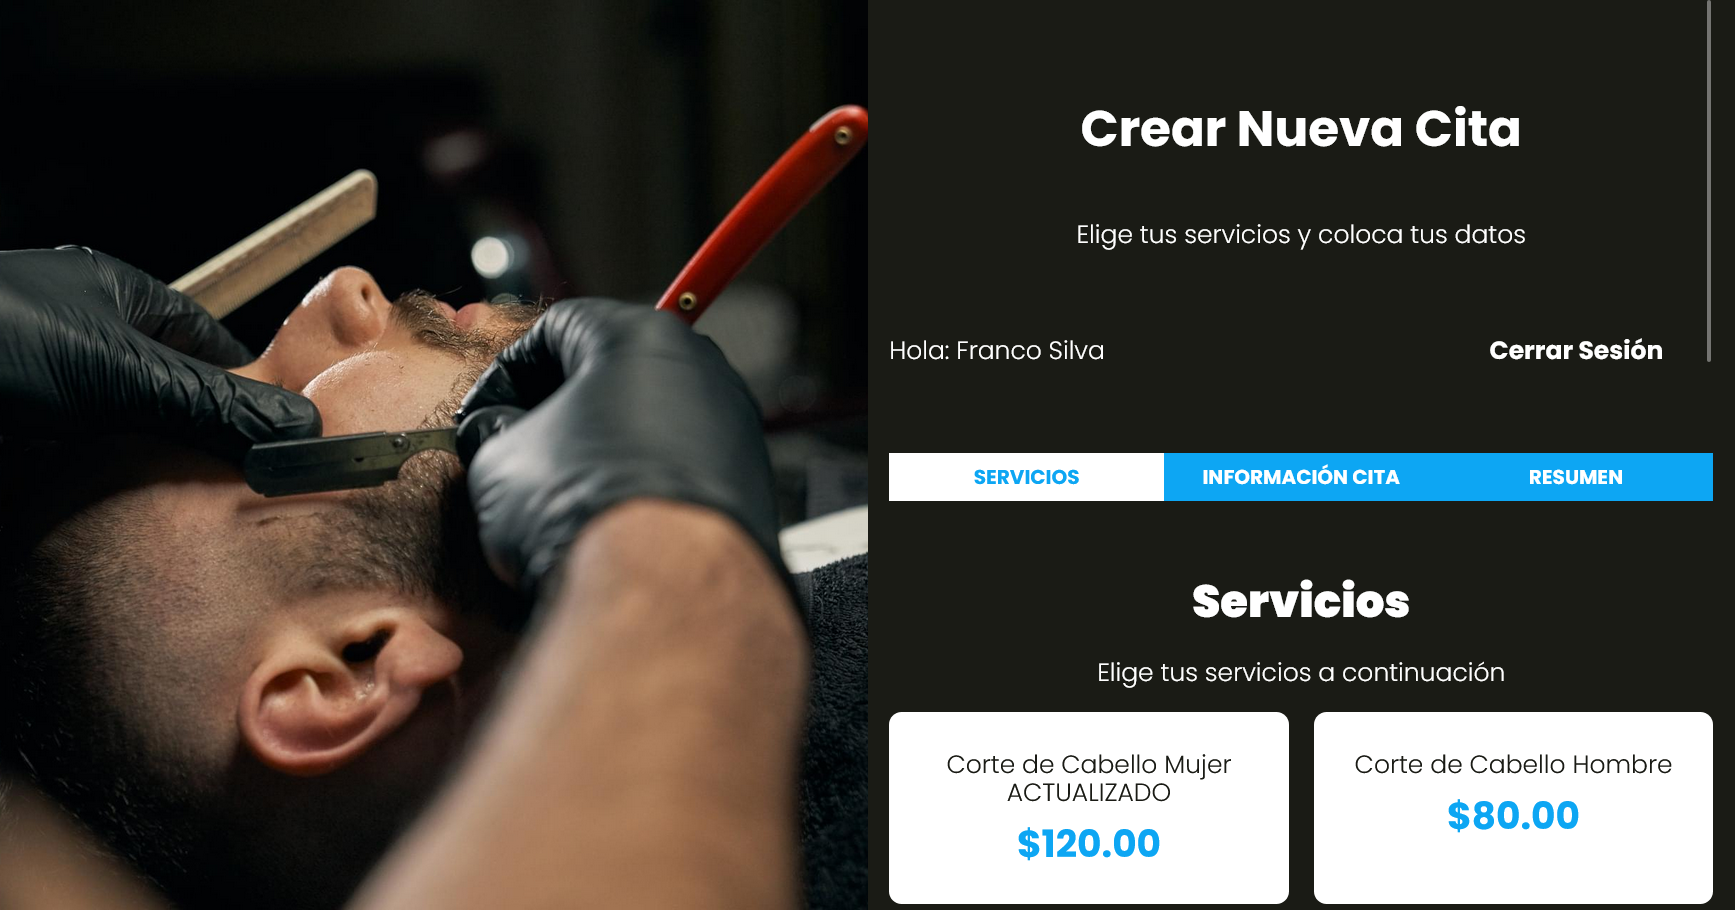 Crear Nueva Cita
Elige tus servicios y coloca tus datos
Hola: Franco Silva
Cerrar Sesión
SERVICIOS
INFORMACIÓN CITA
RESUMEN
Servicios
Elige tus servicios a continuación
Corte de Cabello Mujer
ACTUALIZADO
$120.00
Corte de Cabello Hombre
$80.00